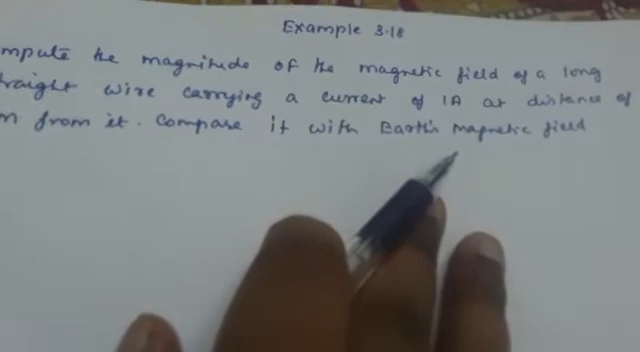 Example 3.18
mpute the magnitude of the magnetic field of a long
raight wire carrying a current of 1A at distance of
m from it. Compare it with Earth's magnetic field